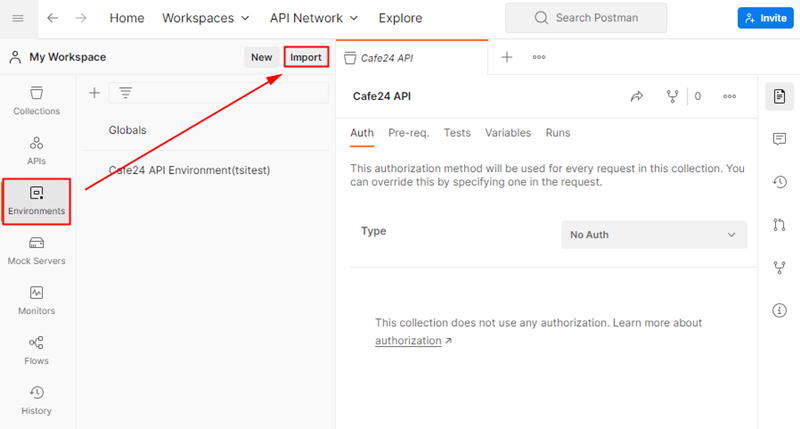 Home Workspaces API Network Explore Search Postman Invite
My Workspace New Import Cafe24 API
Collections
APIs
Environments
Mock Servers
Monitors
Flows
History
Globals
Cafe24 API Environment(tsitest)
Cafe24 API 0
Auth Pre-req. Tests Variables Runs
This authorization method will be used for every request in this collection. You
can override this by specifying one in the request.
Type No Auth
This collection does not use any authorization. Learn more about
authorization